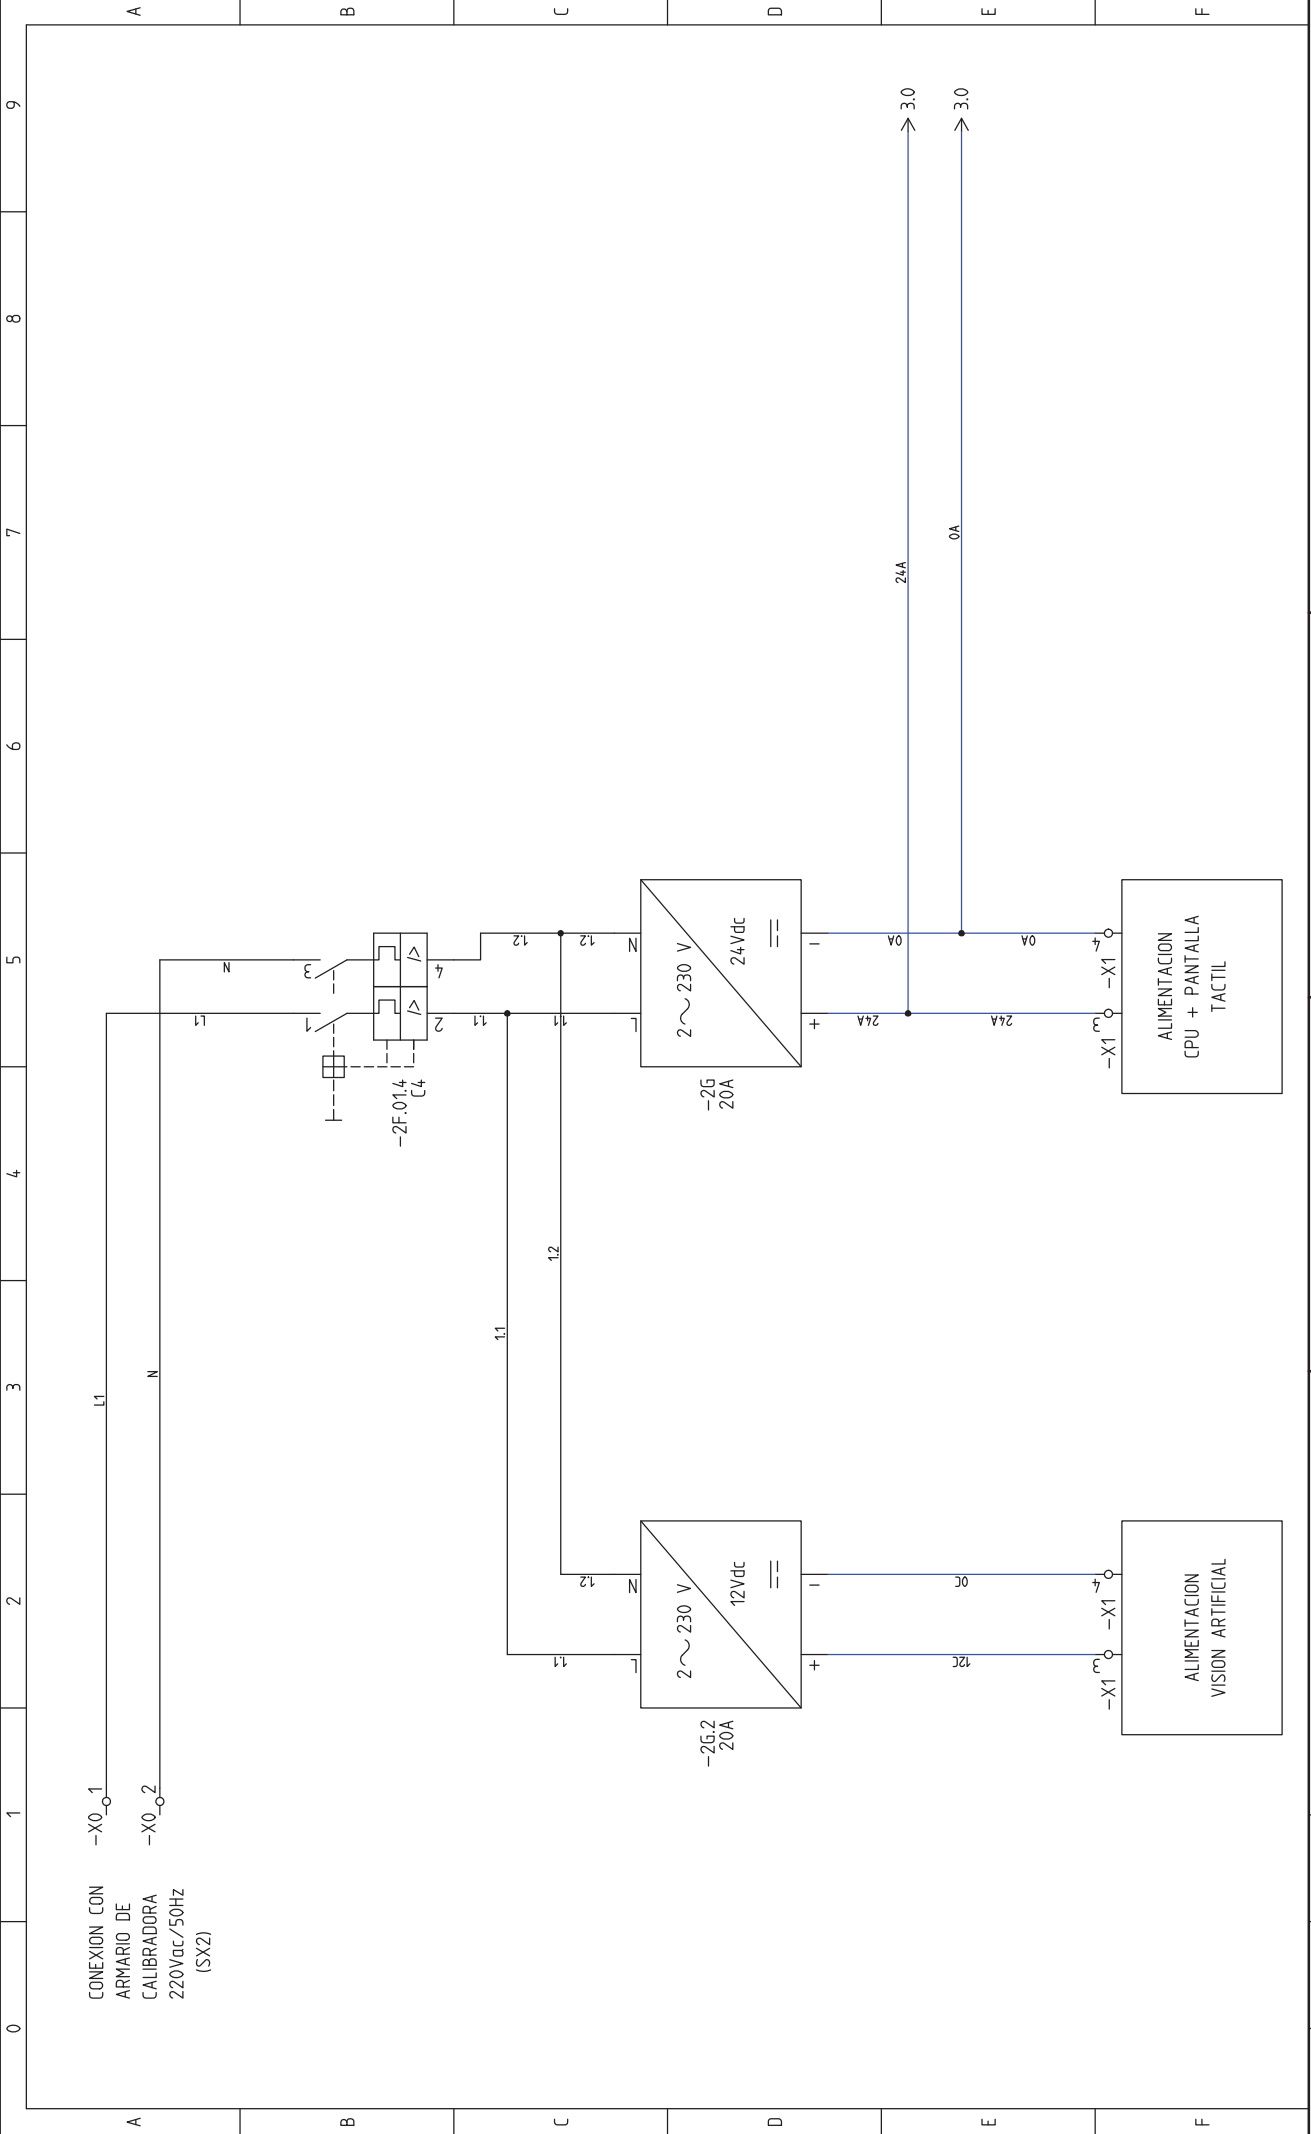 0
1
2
3
4
5
6
7
8
9
A
A
B
B
C
C
D
D
E
E
F
F
CONEXION CON
ARMARIO DE
CALIBRADORA
220Vac/50Hz
(SX2)
-X0
1
-X0
2
L1
N
L1
N
1
3
I>
I>
2
4
-2F.01.4
C4
1.1
1.2
1.1
1.2
1.1
1.2
1.1
1.2
L
N
2~230 V
12Vdc
+
-
-2G.2
20A
L
N
2~230 V
24Vdc
+
-
-2G
20A
24A
0A
24A
0A
3.0
3.0
12C
0C
24A
0A
-X1
3
-X1
4
-X1
3
-X1
4
ALIMENTACION
VISION ARTIFICIAL
ALIMENTACION
CPU + PANTALLA
TACTIL